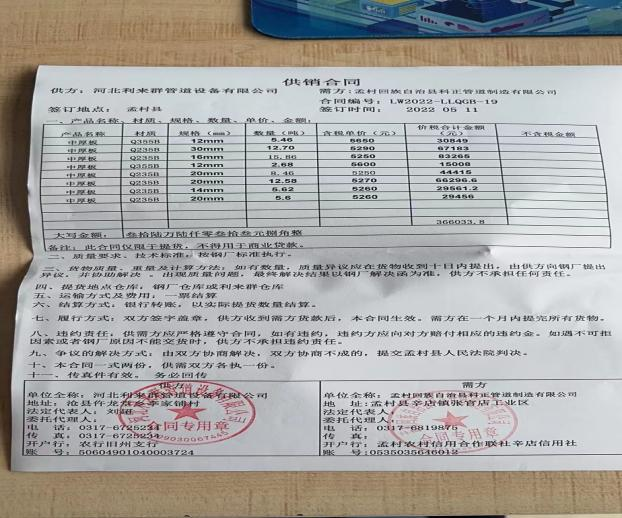 供销合同
供方：河北利来群管道设备有限公司 需方:孟村回族自治县科正管道制造有限公司
合同编号：LW2022-LLQGB-19
签订地点：孟村县 签订时间： 2022 05 11
一、产品名称、材质、规格、数量、单价、金额：
产品名称 材质 规格（mm） 数量（吨） 含税单价（元） 价税合计金额（元） 不含税金额
中厚板 Q355B 12mm 5.46 5650 30849
中厚板 Q235B 30mm 12.70 5290 67183
中厚板 Q235B 16mm 15.86 5250 83265
中厚板 Q355B 12mm 2.68 5600 15008
中厚板 Q235B 20mm 8.46 5250 44415
中厚板 Q235B 20mm 12.58 5270 66296.6
中厚板 Q235B 14mm 5.62 5260 29561.2
中厚板 Q235B 20mm 5.6 5260 29456
366033.8
大写金额： 叁拾陆万陆仟零叁拾叁元捌角整
备注：此合同仅限于提货，不得用于商业贷款。
二、质量要求、技术标准：按钢厂标准执行。
三、货物质量、重量及计算方法：如有数量，质量异议应在货物收到十日内提出，由供方向钢厂提出
异议，并协助解决 。出现质量问题，最终解决结果以钢厂解决函为准，供方不承担任何责任。
四、提货地点仓库：钢厂仓库或利来群仓库
五、运输方式及费用：一票结算
六、结算方式：银行转账，以实际提货数量结算。
七、履行方式：双方签字盖章，供方收到需方货款后，本合同生效。需方在一个月内提完所有货物。
八、违约责任，供需方应严格遵守合同，如有违约，违约方应向对方赔付相应的违约金。如遇不可拒
因素或者钢厂原因不能交货时，供方不承担违约责任。
九、争议的解决方式：由双方协商解决，双方协商不成的，提交孟村县人民法院判决。
十、本合同一式两份，供需双方各执一份。
十一、传真件有效。 务必回传
供方 需方
单位全称：河北利来群管道设备有限公司 单位全称：孟村回族自治县科正管道制造有限公司
地址：沧县 李家铺村 地 址：孟村县辛店镇张官店工业区
法定代表人：刘 法定代表人
委托代理人： 委托代理人：
电 话：0317-6725 电 话：0317-6819875
传 真：0317-6725 传 真：
开户行：农行旧州支行 开户行：孟村农村信用合作联社辛店信用社
账 号：50604901040003724 账 号:0535035646012
合同专用章
合同专用章